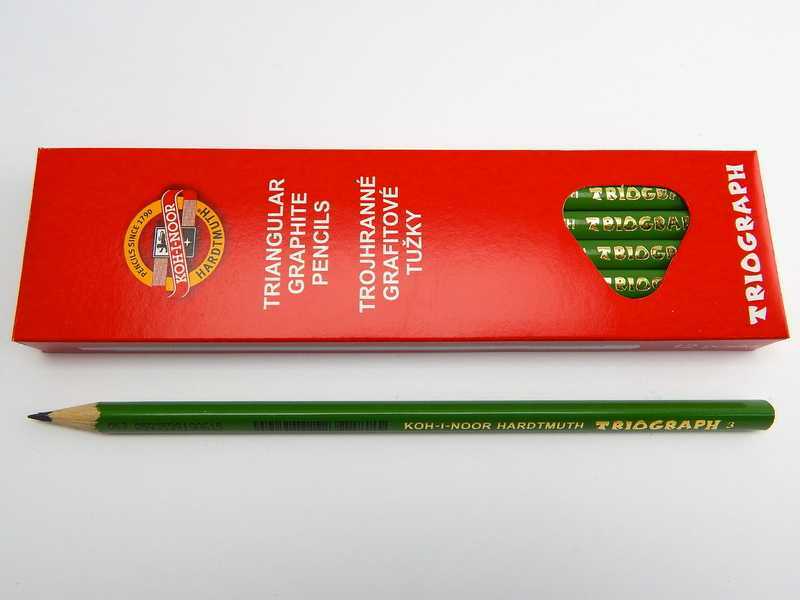 PENCILS SINCE 1790
KOH-I-NOOR
HARDTMUTH
TRIANGULAR
GRAPHITE
PENCILS
TROJHRANNÉ
GRAFITOVÉ
TUŽKY
TRIOGRAPH
TRIOGRAPH
TRIOGRAPH
TRIOG
TRIOGRAPH
KOH-I-NOOR HARDTMUTH TRIOGRAPH 3